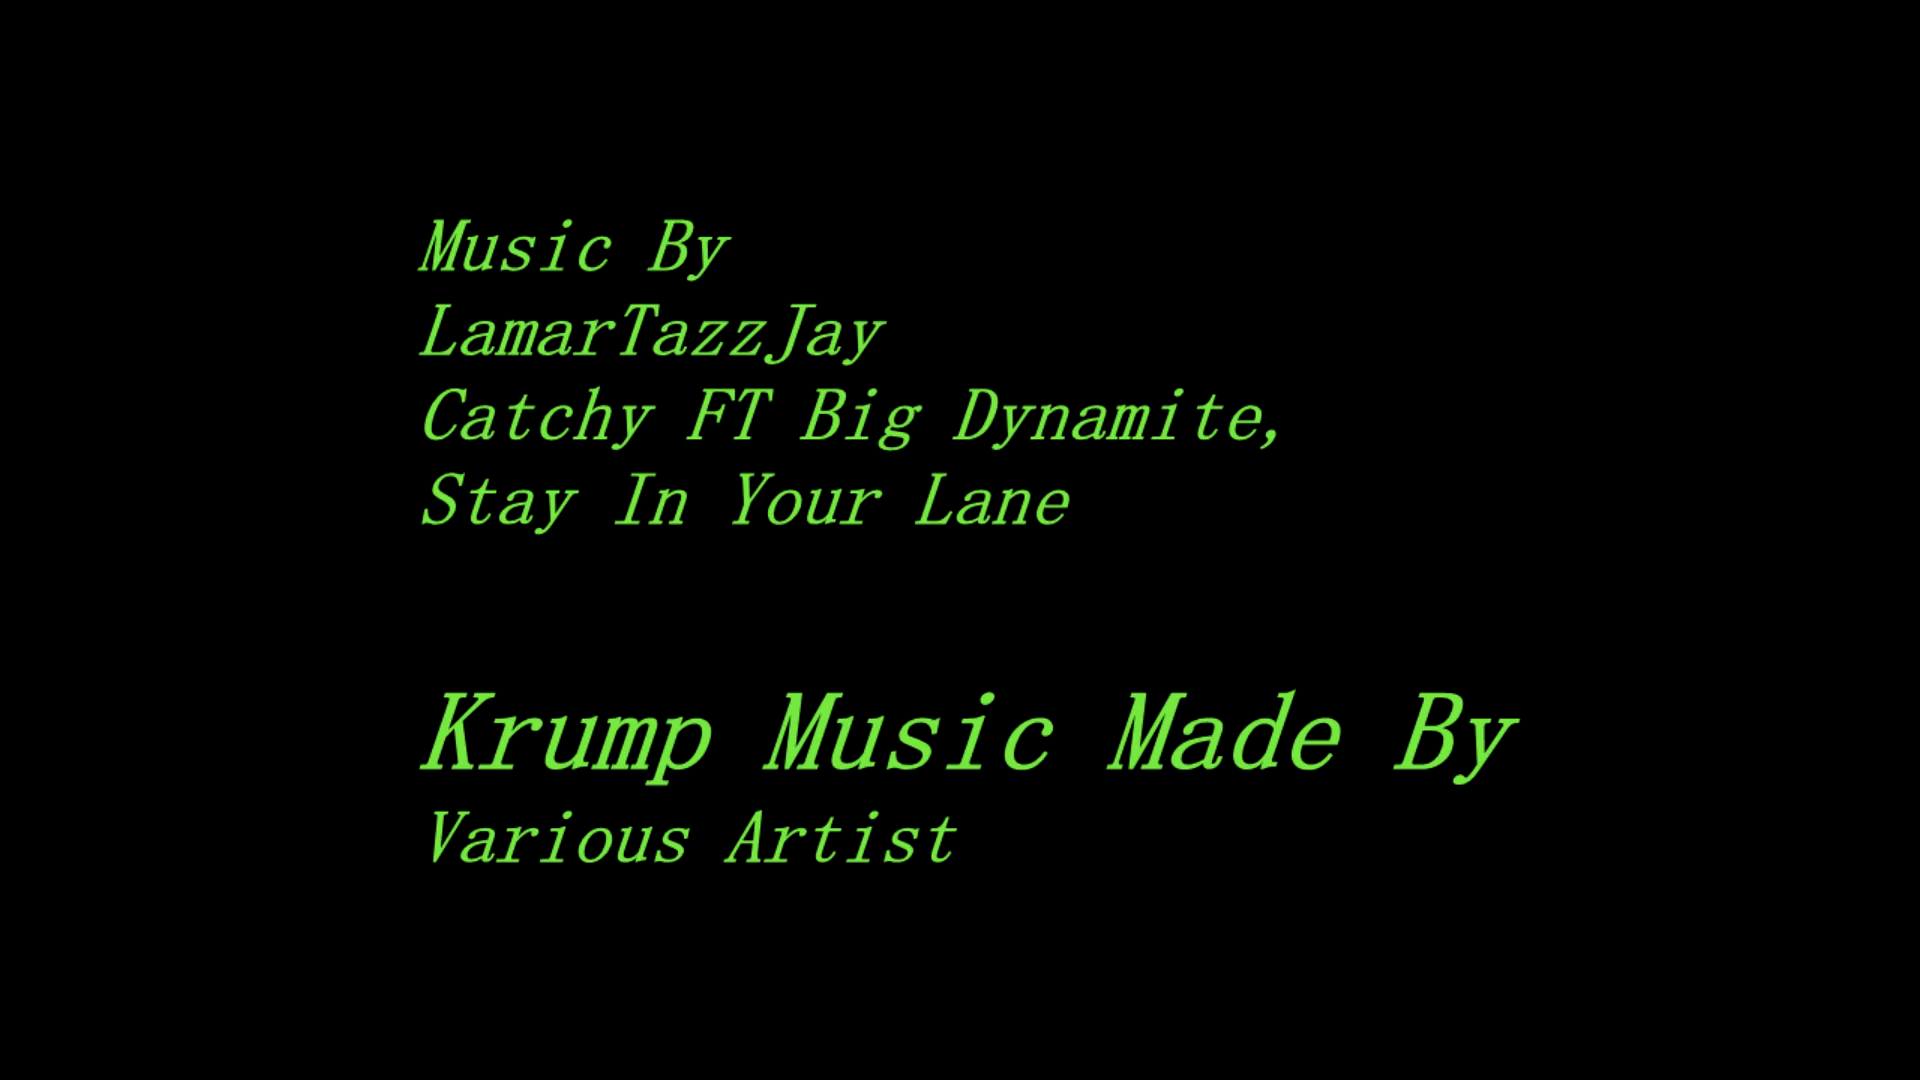 Music By
LamarTazzJay
Catchy FT Big Dynamite,
Stay In Your Lane
Krump Music Made By
Various Artist